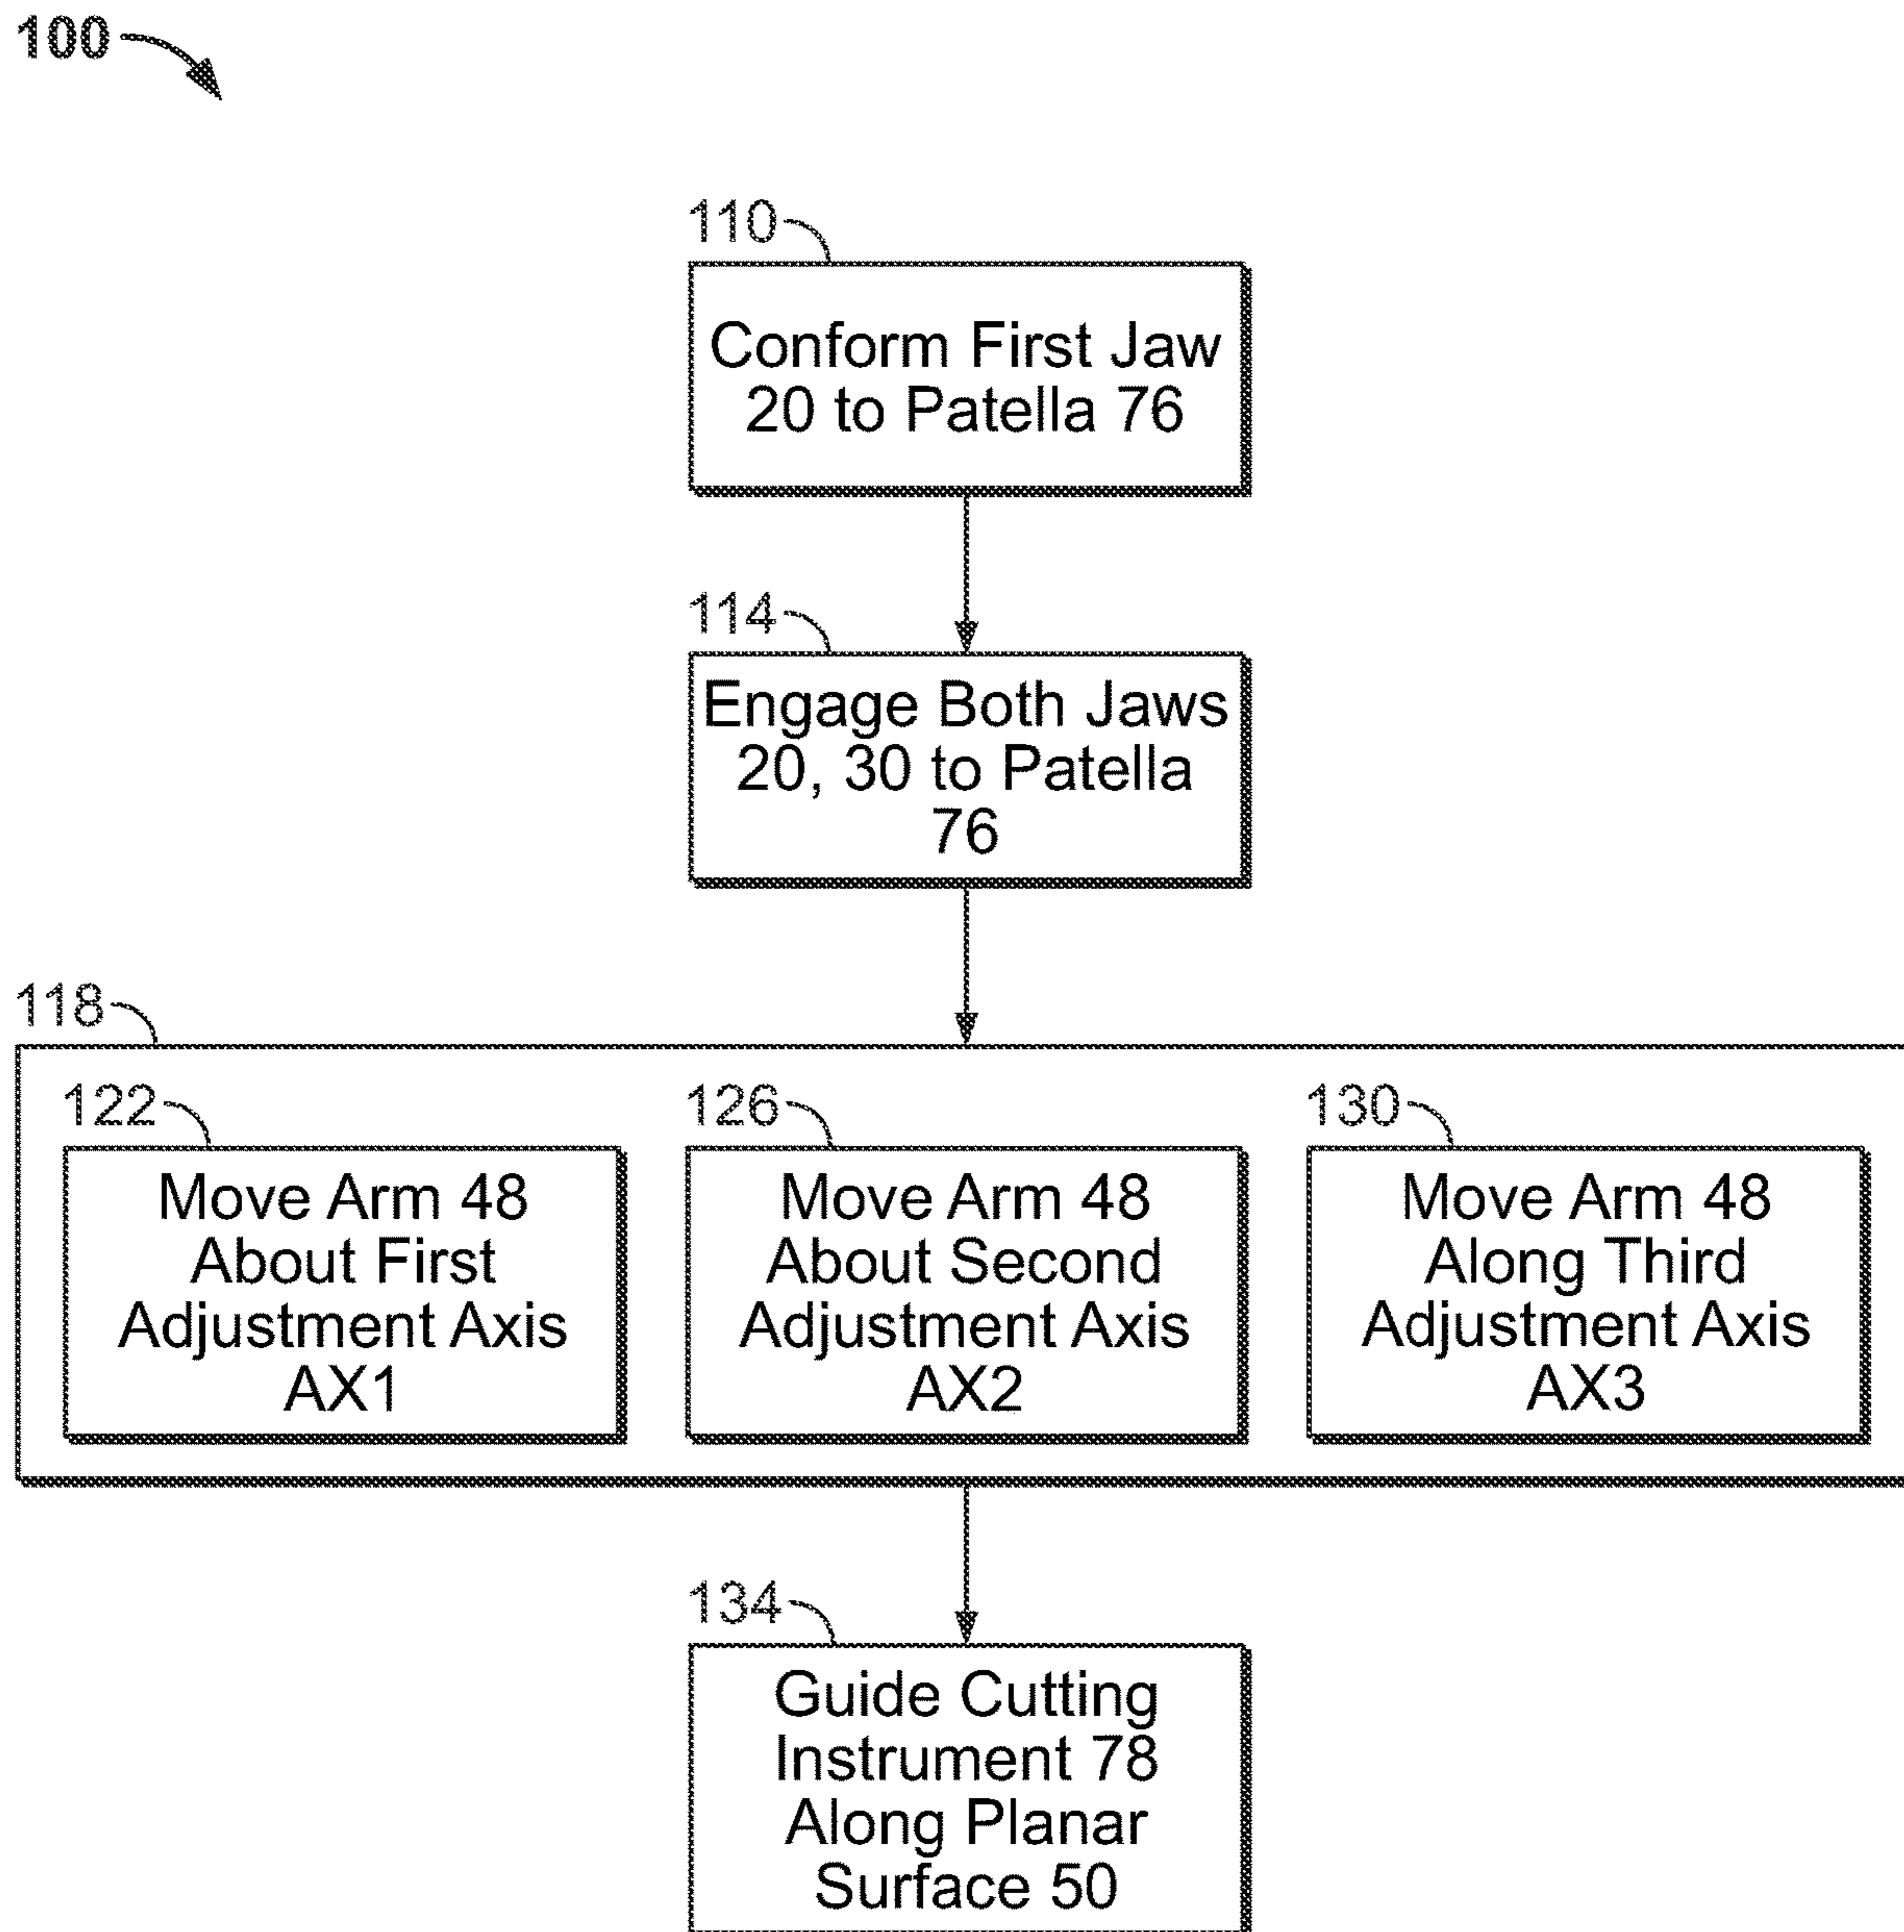 100
110
Conform First Jaw
20 to Patella 76
114
Engage Both Jaws
20, 30 to Patella
76
118
122
Move Arm 48
About First
Adjustment Axis
AX1
126
Move Arm 48
About Second
Adjustment Axis
AX2
130
Move Arm 48
Along Third
Adjustment Axis
AX3
134
Guide Cutting
Instrument 78
Along Planar
Surface 50